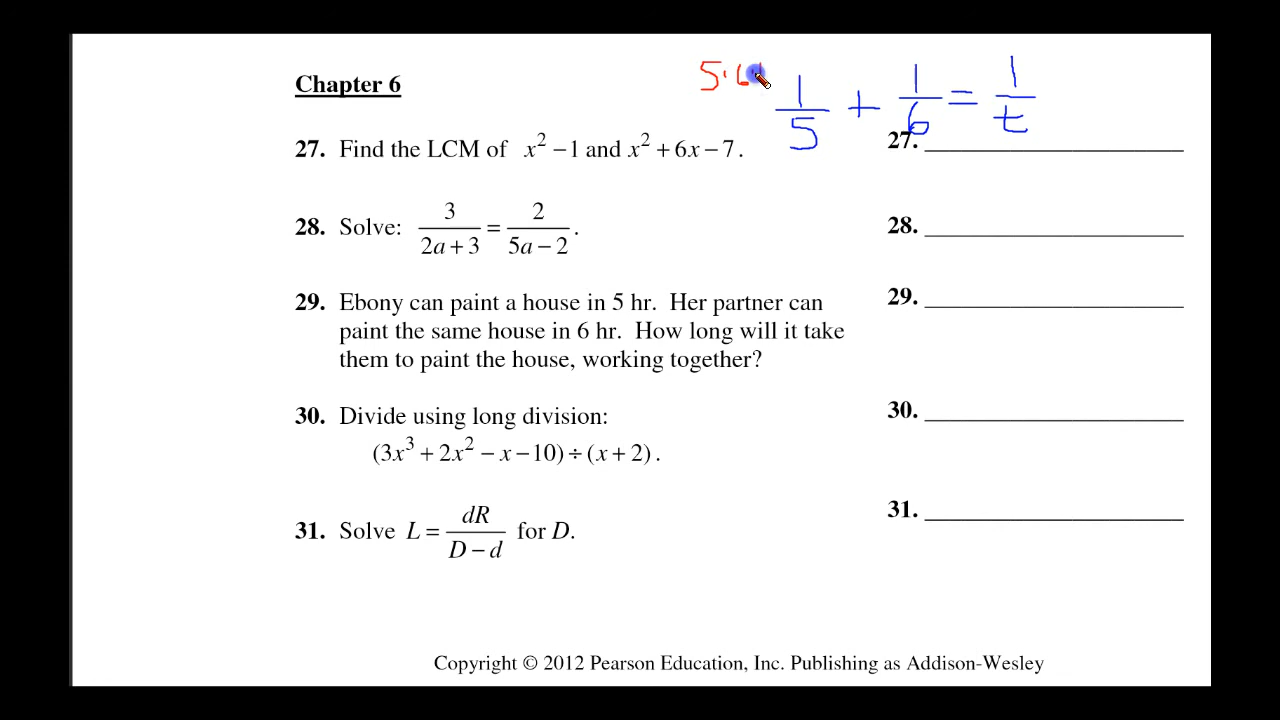 Chapter 6
5·6
1/5 + 1/6 = 1/t
27. Find the LCM of x² − 1 and x² + 6x − 7.
27. ____________________
28. Solve: 3/(2a + 3) = 2/(5a − 2).
28. ____________________
29. Ebony can paint a house in 5 hr. Her partner can
29. ____________________
paint the same house in 6 hr. How long will it take
them to paint the house, working together?
30. Divide using long division:
30. ____________________
(3x³ + 2x² − x − 10) ÷ (x + 2).
31. Solve L = dR/(D − d) for D.
31. ____________________
Copyright © 2012 Pearson Education, Inc. Publishing as Addison-Wesley